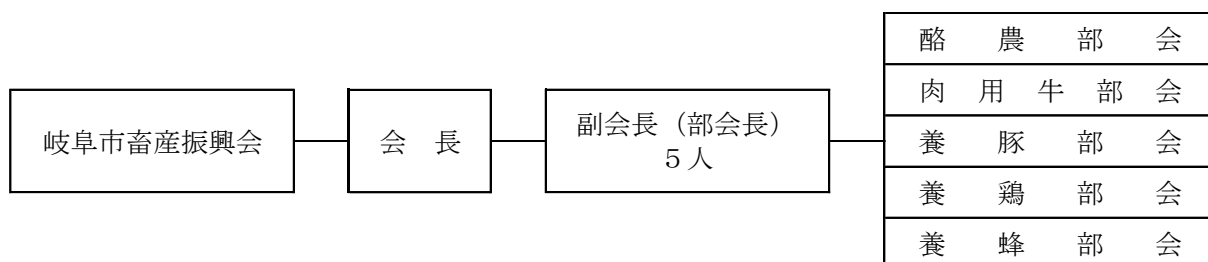 岐阜市畜産振興会
会長
副会長（部会長）
５人
酪農部会
肉用牛部会
養豚部会
養鶏部会
養蜂部会